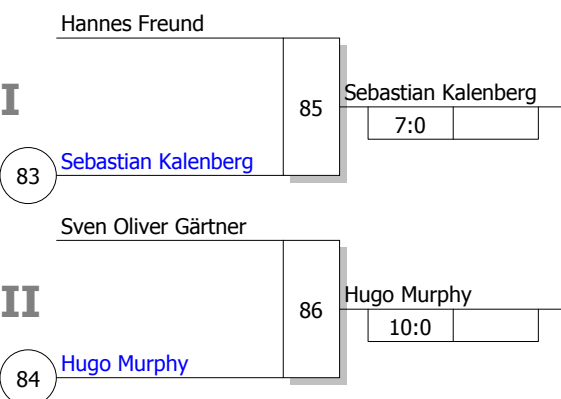 Hannes Freund
I
85
Sebastian Kalenberg
7:0
83
Sebastian Kalenberg
Sven Oliver Gärtner
II
86
Hugo Murphy
10:0
84
Hugo Murphy